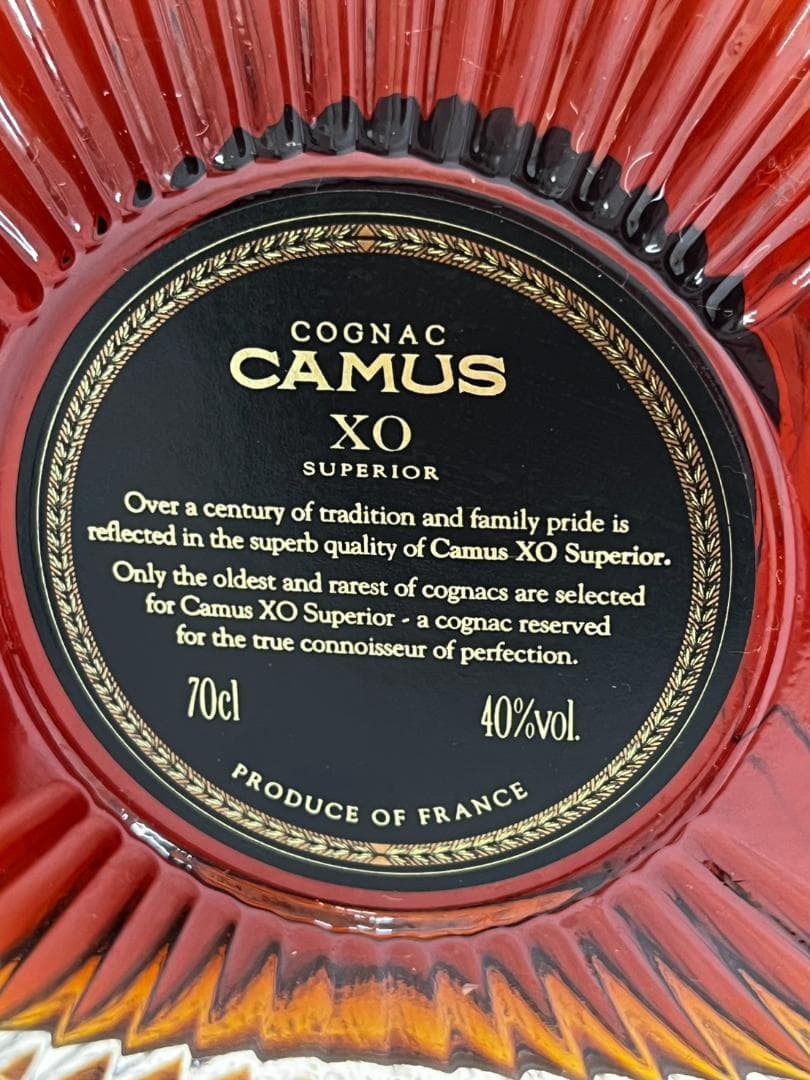 COGNAC
CAMUS
XO
SUPERIOR
Over a century of tradition and family pride is
reflected in the superb quality of Camus XO Superior.
Only the oldest and rarest of cognacs are selected
for Camus XO Superior - a cognac reserved
for the true connoisseur of perfection.
70cl 40%vol.
PRODUCE OF FRANCE